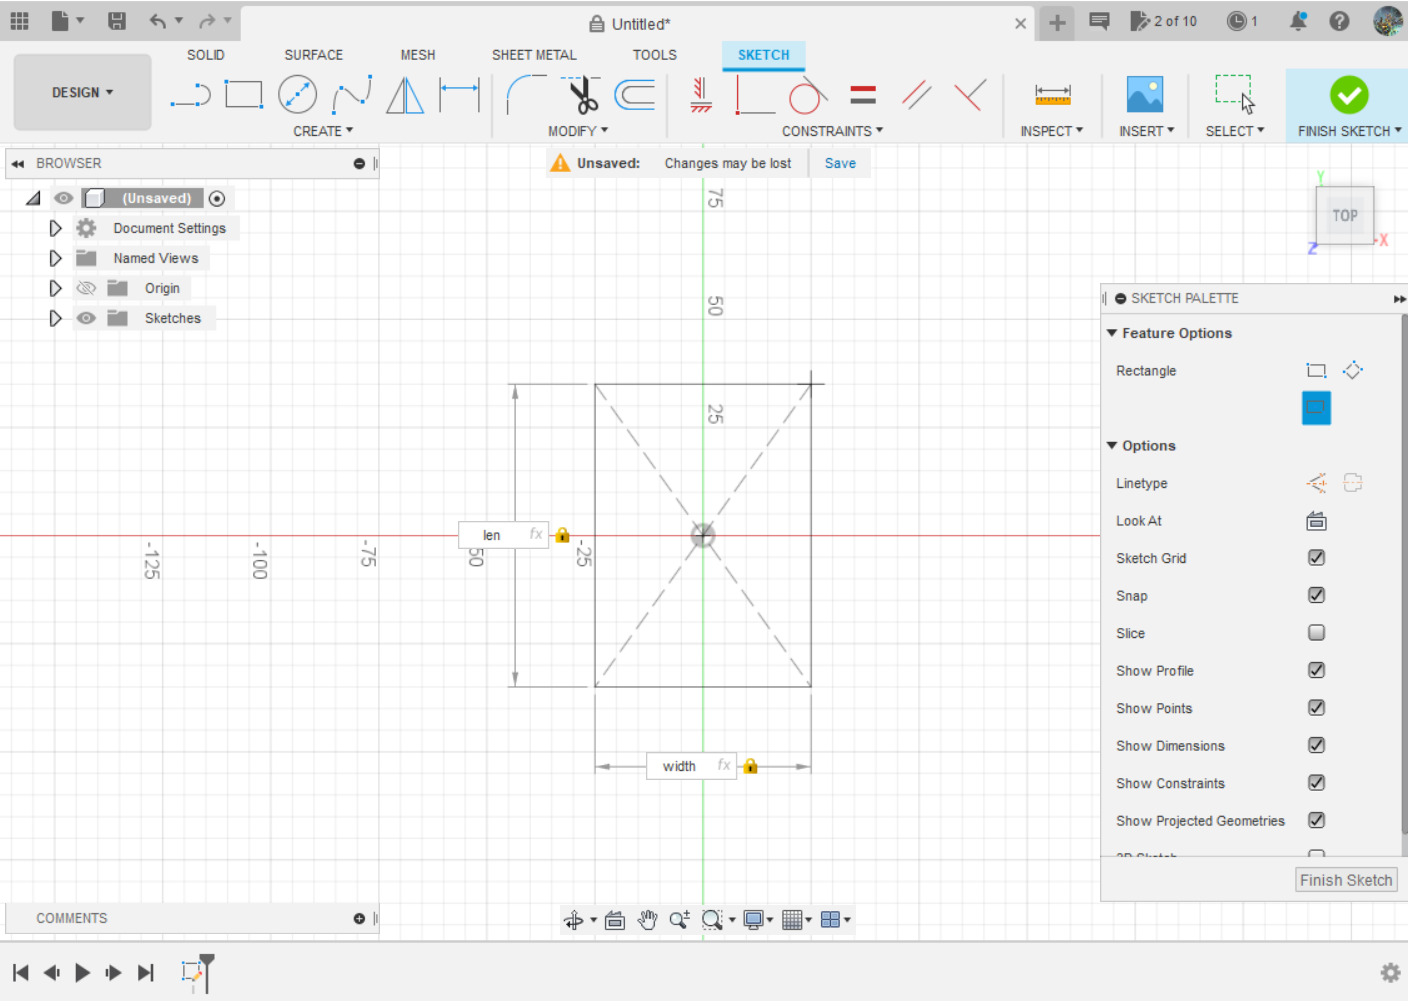 Untitled*
2 of 10
1
SOLID
SURFACE
MESH
SHEET METAL
TOOLS
SKETCH
DESIGN
CREATE
MODIFY
CONSTRAINTS
INSPECT
INSERT
SELECT
FINISH SKETCH
BROWSER
Unsaved: Changes may be lost
Save
(Unsaved)
Document Settings
Named Views
Origin
Sketches
75
50
25
-125
-100
-75
50
-25
len
fx
width
fx
Y
TOP
Z
X
SKETCH PALETTE
Feature Options
Rectangle
Options
Linetype
Look At
Sketch Grid
Snap
Slice
Show Profile
Show Points
Show Dimensions
Show Constraints
Show Projected Geometries
3D Sketch
Finish Sketch
COMMENTS